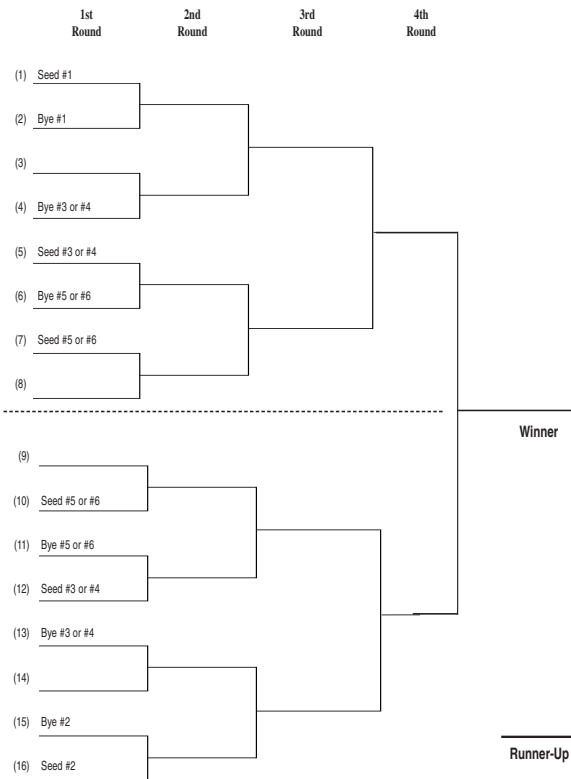 1st
Round
2nd
Round
3rd
Round
4th
Round
(1) Seed #1
(2) Bye #1
(3)
(4) Bye #3 or #4
(5) Seed #3 or #4
(6) Bye #5 or #6
(7) Seed #5 or #6
(8)
Winner
(9)
(10) Seed #5 or #6
(11) Bye #5 or #6
(12) Seed #3 or #4
(13) Bye #3 or #4
(14)
(15) Bye #2
(16) Seed #2
Runner-Up